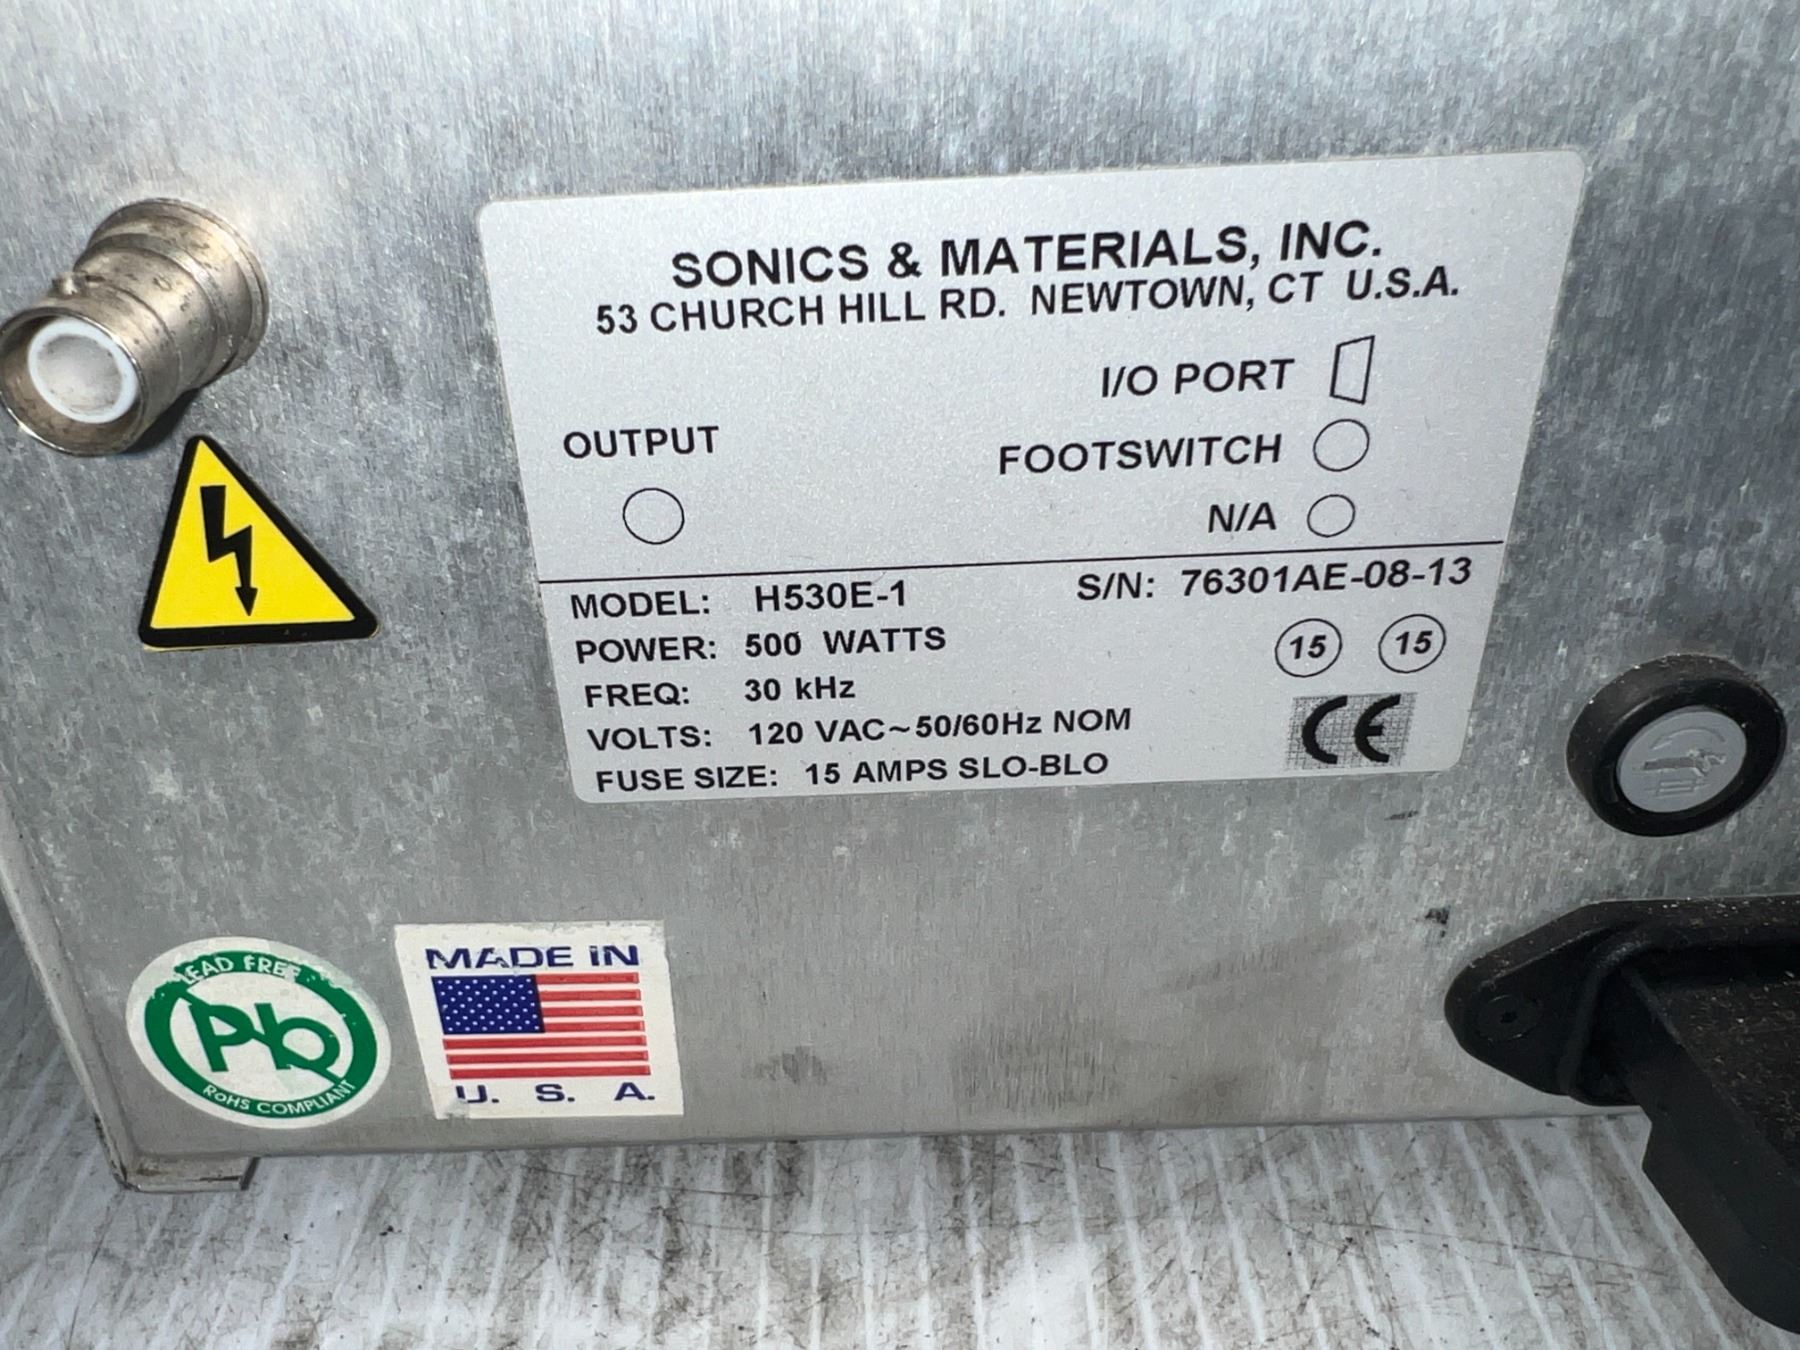 SONICS & MATERIALS, INC.
53 CHURCH HILL RD. NEWTOWN, CT U.S.A.
I/O PORT
OUTPUT
FOOTSWITCH
N/A
MODEL: H530E-1
S/N: 76301AE-08-13
POWER: 500 WATTS
15 15
FREQ: 30 kHz
VOLTS: 120 VAC~50/60Hz NOM
CE
FUSE SIZE: 15 AMPS SLO-BLO
LEAD FREE
Pb
RoHS COMPLIANT
MADE IN
U. S. A.